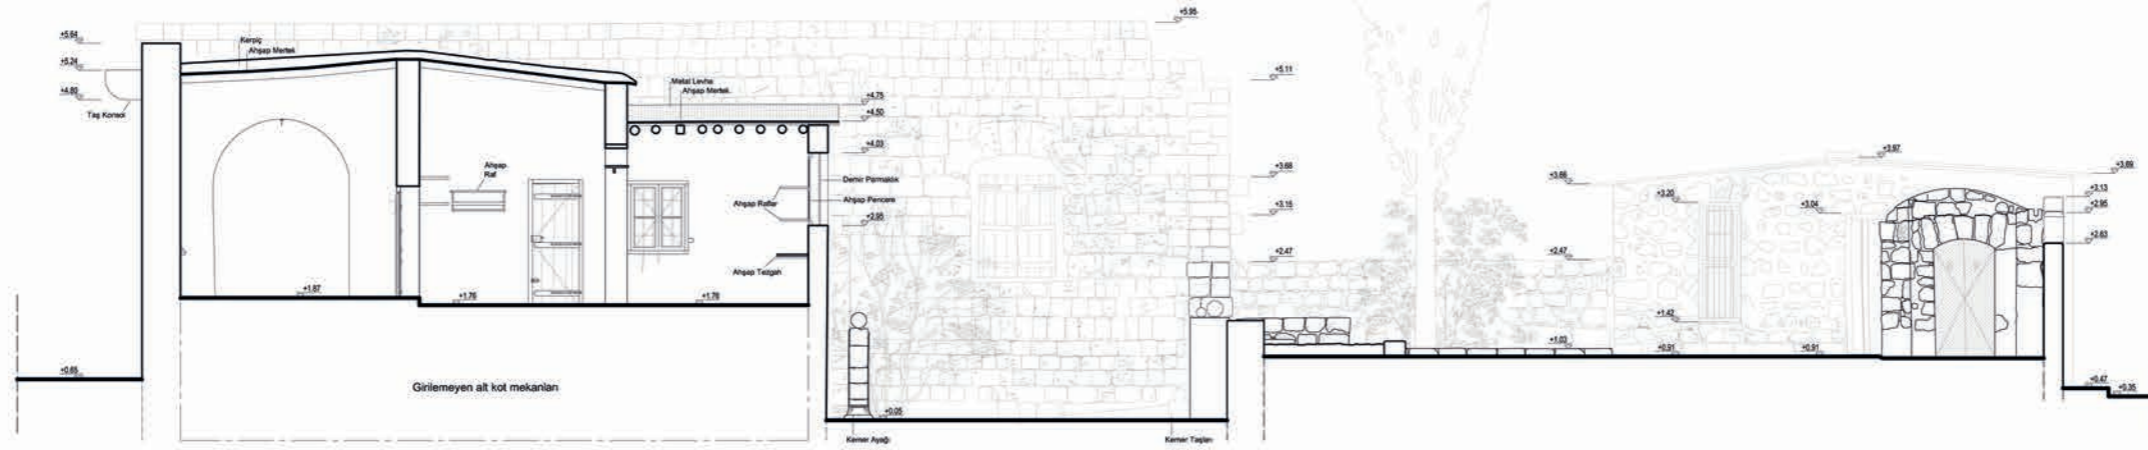 +5.95
+5.64
Kerpiç
Ahşap Mertek
+5.24
+5.11
Metal Levha
+4.80
Ahşap Mertek
+4.75
Taş Konsol
+4.50
+4.03
+3.97
Ahşap
Raf
+3.68
+3.66
+3.69
Demir Parmaklık
Ahşap Pencere
Ahşap Raflar
+3.20
+3.13
+3.15
+3.04
+2.95
+2.95
+2.63
+2.47
+2.47
Ahşap Tezgah
+1.87
+1.76
+1.76
+1.42
+1.03
+0.91
+0.91
+0.65
Girilemeyen alt kot mekanları
+0.47
+0.35
+0.05
Kemer Ayağı
Kemer Taşları